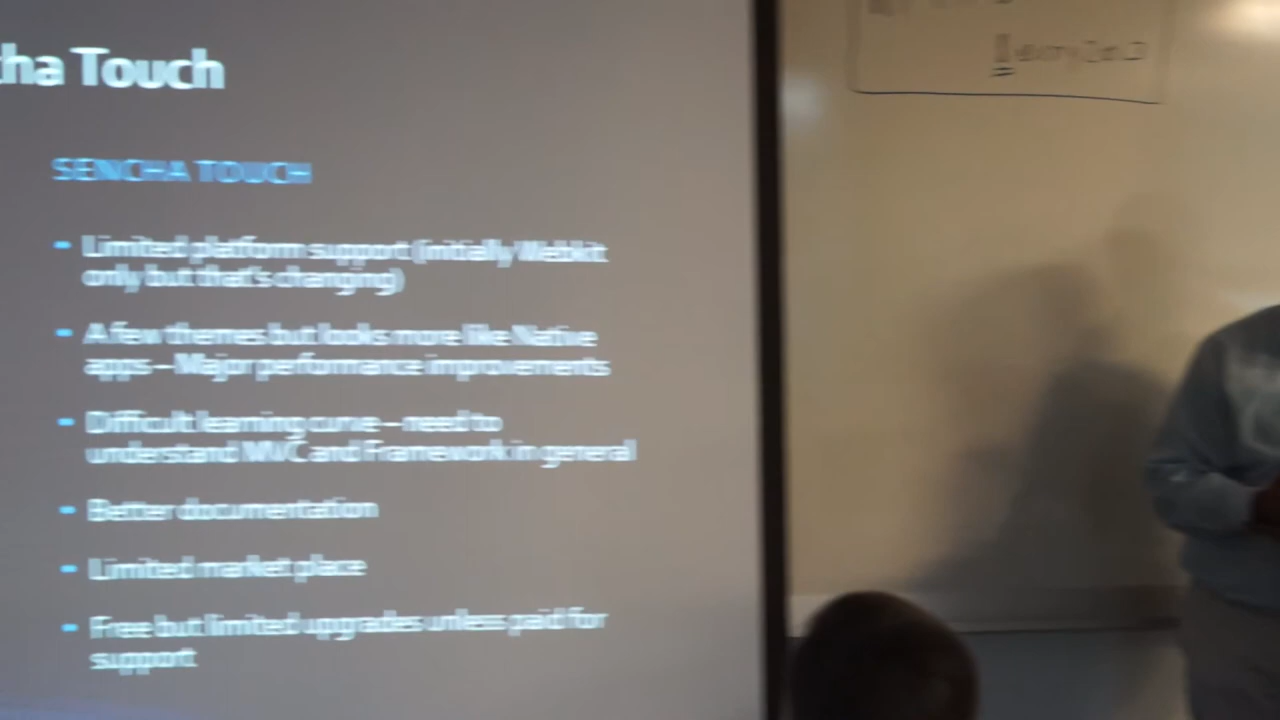 ha Touch
SENCHA TOUCH
- Limited platform support (initially Webkit
only but that's changing)
- A few themes but looks more like Native
apps – Major performance improvements
- Difficult learning curve – need to
understand MVC and Framework in general
- Better documentation
- Limited market place
- Free but limited upgrades unless paid for
support